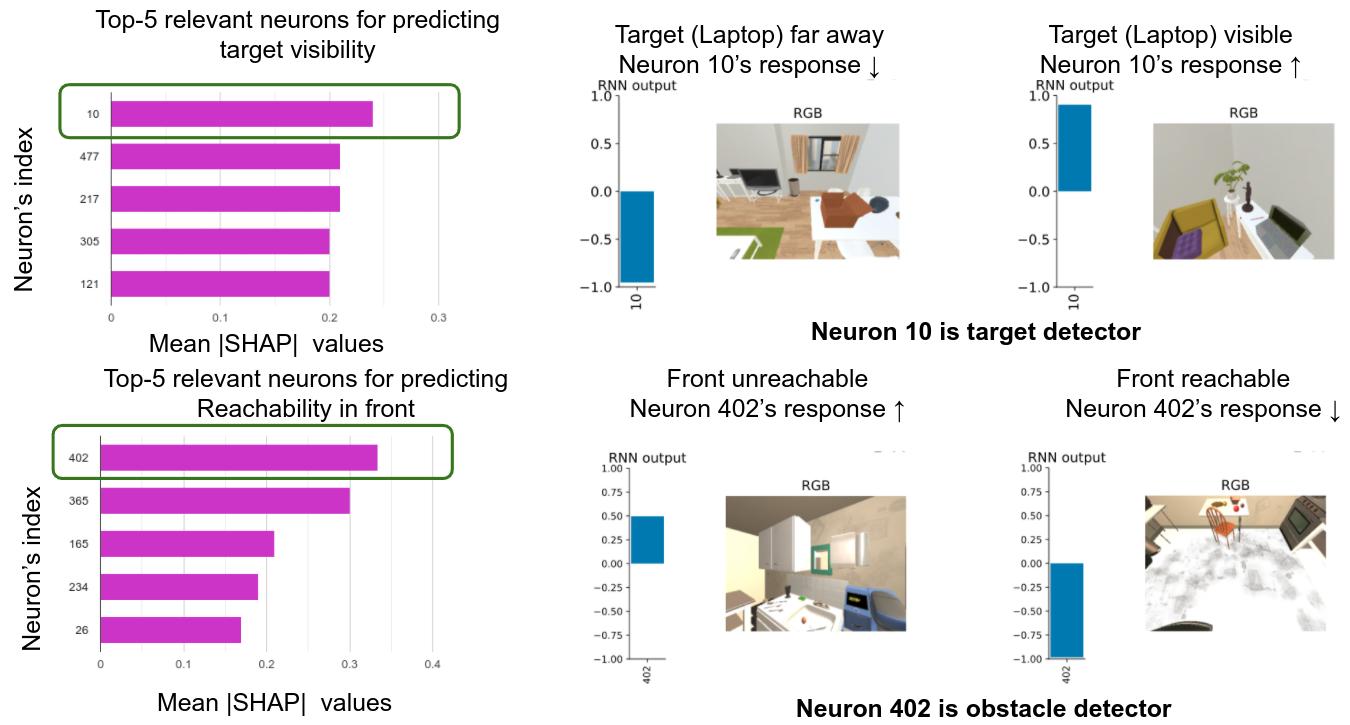 Top-5 relevant neurons for predicting
target visibility
Neuron's index
10
477
217
305
121
0
0.1
0.2
0.3
Mean |SHAP| values
Target (Laptop) far away
Neuron 10's response ↓
RNN output
1.0
0.5
0.0
−0.5
−1.0
10
RGB
Target (Laptop) visible
Neuron 10's response ↑
RNN output
1.0
0.5
0.0
−0.5
−1.0
10
RGB
Neuron 10 is target detector
Top-5 relevant neurons for predicting
Reachability in front
Neuron's index
402
365
165
234
26
0
0.1
0.2
0.3
0.4
Mean |SHAP| values
Front unreachable
Neuron 402's response ↑
RNN output
1.00
0.75
0.50
0.25
0.00
−0.25
−0.50
−0.75
−1.00
402
RGB
Front reachable
Neuron 402's response ↓
RNN output
1.00
0.75
0.50
0.25
0.00
−0.25
−0.50
−0.75
−1.00
402
RGB
Neuron 402 is obstacle detector